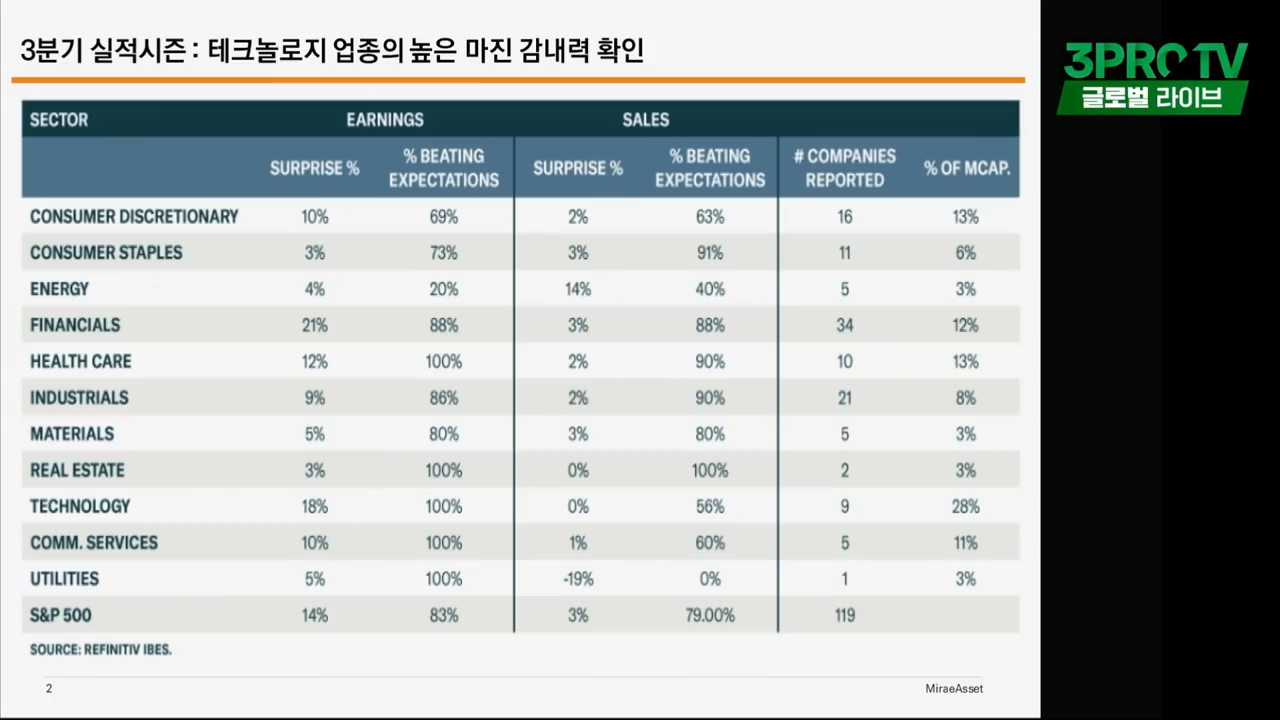 3분기 실적시즌 : 테크놀로지 업종의 높은 마진 감내력 확인
3PRO TV
글로벌 라이브
SECTOR EARNINGS SALES
SURPRISE % % BEATING EXPECTATIONS SURPRISE % % BEATING EXPECTATIONS # COMPANIES REPORTED % OF MCAP.
CONSUMER DISCRETIONARY 10% 69% 2% 63% 16 13%
CONSUMER STAPLES 3% 73% 3% 91% 11 6%
ENERGY 4% 20% 14% 40% 5 3%
FINANCIALS 21% 88% 3% 88% 34 12%
HEALTH CARE 12% 100% 2% 90% 10 13%
INDUSTRIALS 9% 86% 2% 90% 21 8%
MATERIALS 5% 80% 3% 80% 5 3%
REAL ESTATE 3% 100% 0% 100% 2 3%
TECHNOLOGY 18% 100% 0% 56% 9 28%
COMM. SERVICES 10% 100% 1% 60% 5 11%
UTILITIES 5% 100% -19% 0% 1 3%
S&P 500 14% 83% 3% 79.00% 119
SOURCE: REFINITIV IBES.
2 MiraeAsset